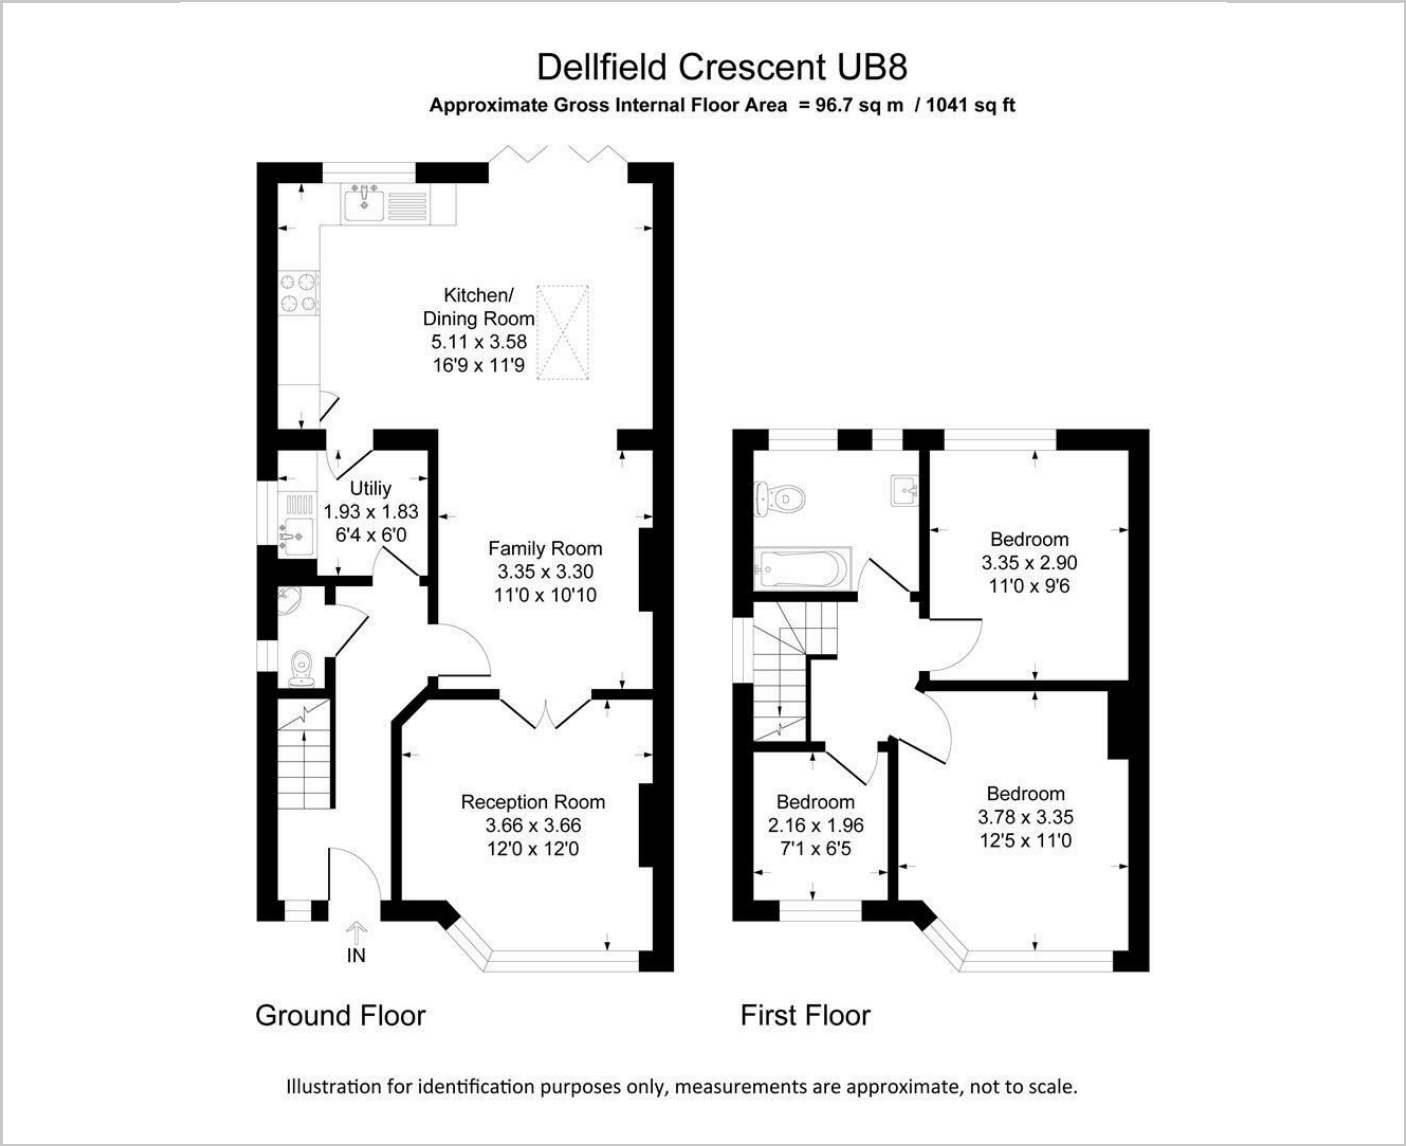 Dellfield Crescent UB8
Approximate Gross Internal Floor Area = 96.7 sq m / 1041 sq ft
Kitchen/
Dining Room
5.11 x 3.58
16'9 x 11'9
Utiliy
1.93 x 1.83
6'4 x 6'0
Family Room
3.35 x 3.30
11'0 x 10'10
Reception Room
3.66 x 3.66
12'0 x 12'0
IN
Ground Floor
Bedroom
3.35 x 2.90
11'0 x 9'6
Bedroom
3.78 x 3.35
12'5 x 11'0
Bedroom
2.16 x 1.96
7'1 x 6'5
First Floor
Illustration for identification purposes only, measurements are approximate, not to scale.